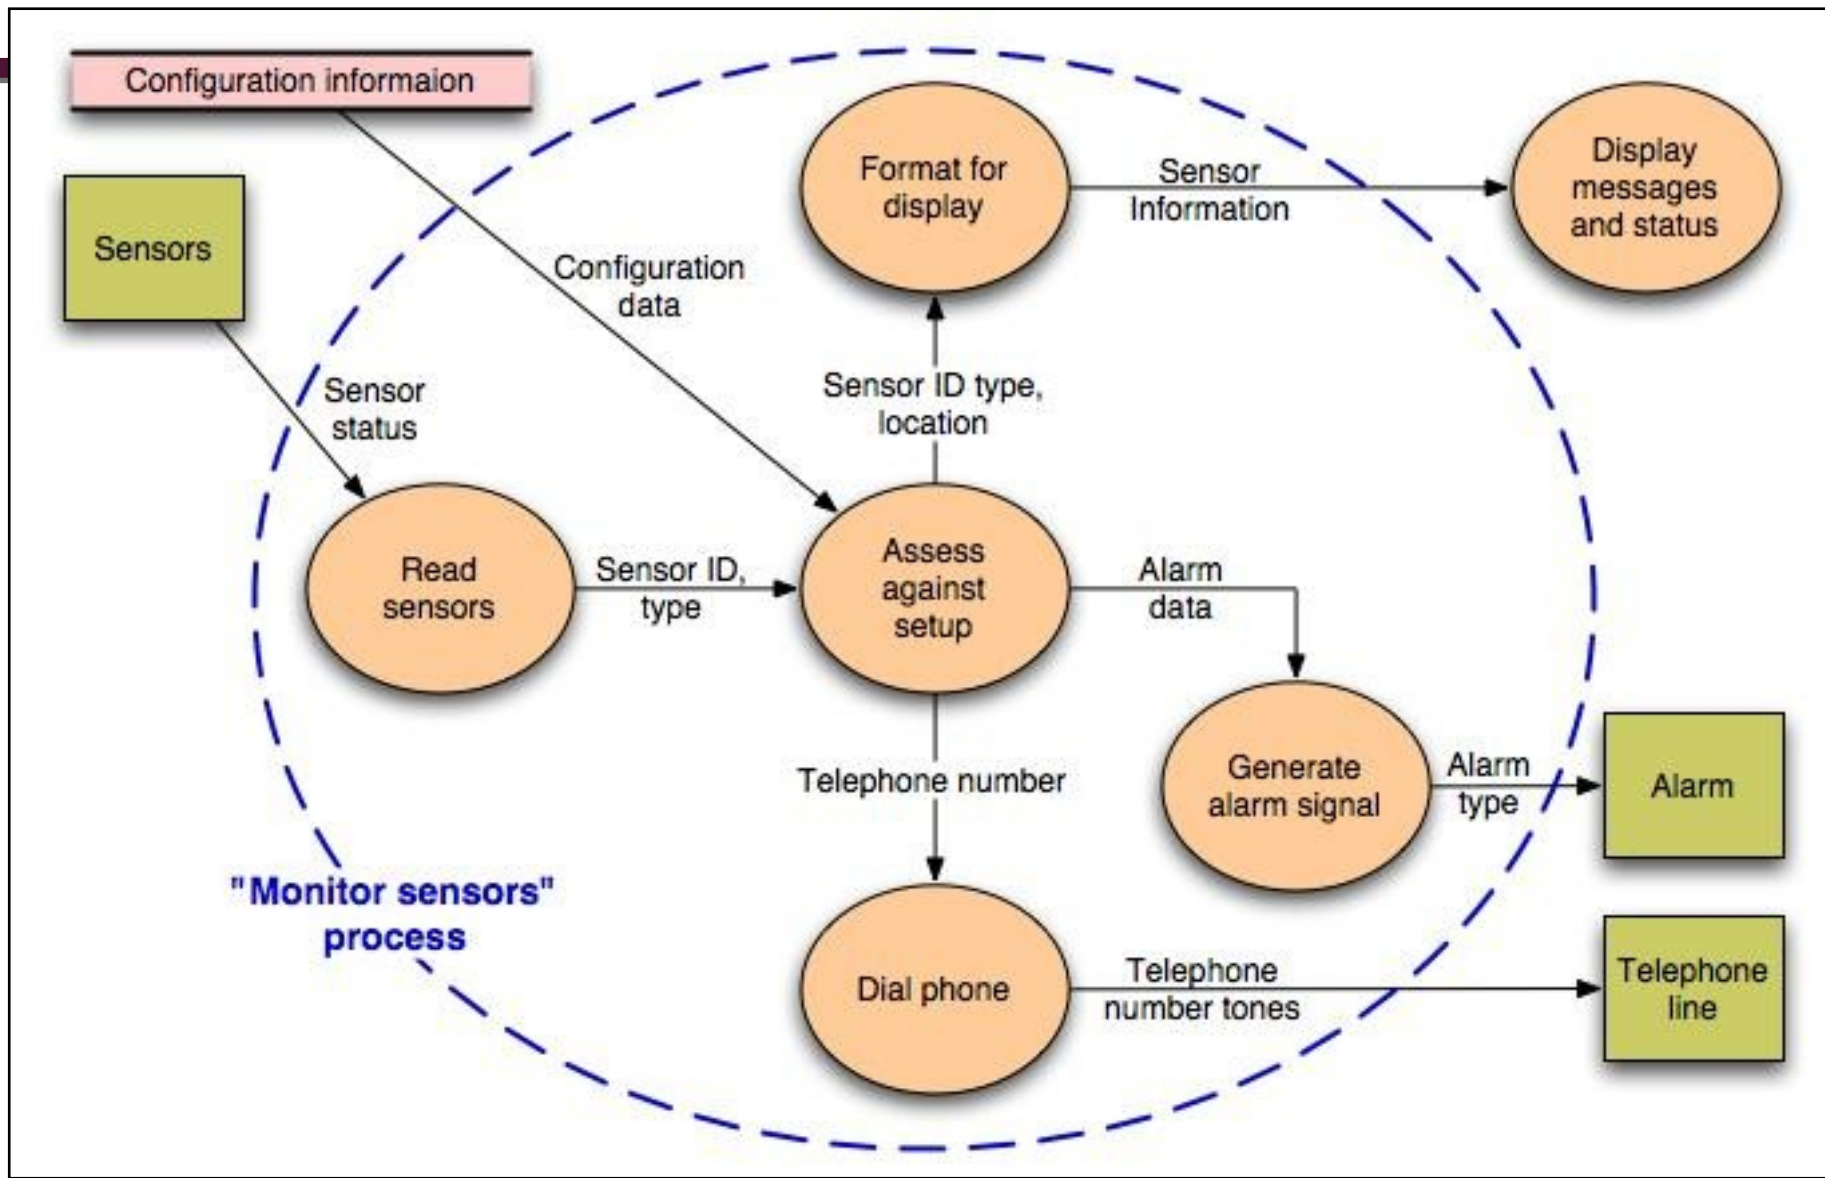 Configuration informaion
Sensors
Configuration
data
Sensor
status
Format for
display
Sensor
Information
Display
messages
and status
Sensor ID type,
location
Read
sensors
Sensor ID,
type
Assess
against
setup
Alarm
data
Telephone number
Generate
alarm signal
Alarm
type
Alarm
"Monitor sensors"
process
Dial phone
Telephone
number tones
Telephone
line